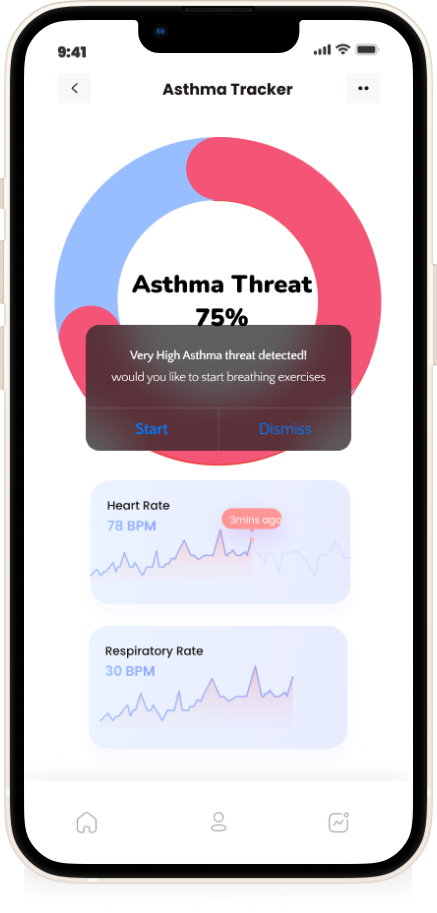 9:41
Asthma Tracker
Asthma Threat
75%
Very High Asthma threat detected!
would you like to start breathing exercises
Start
Dismiss
Heart Rate
78 BPM
3mins ago
Respiratory Rate
30 BPM